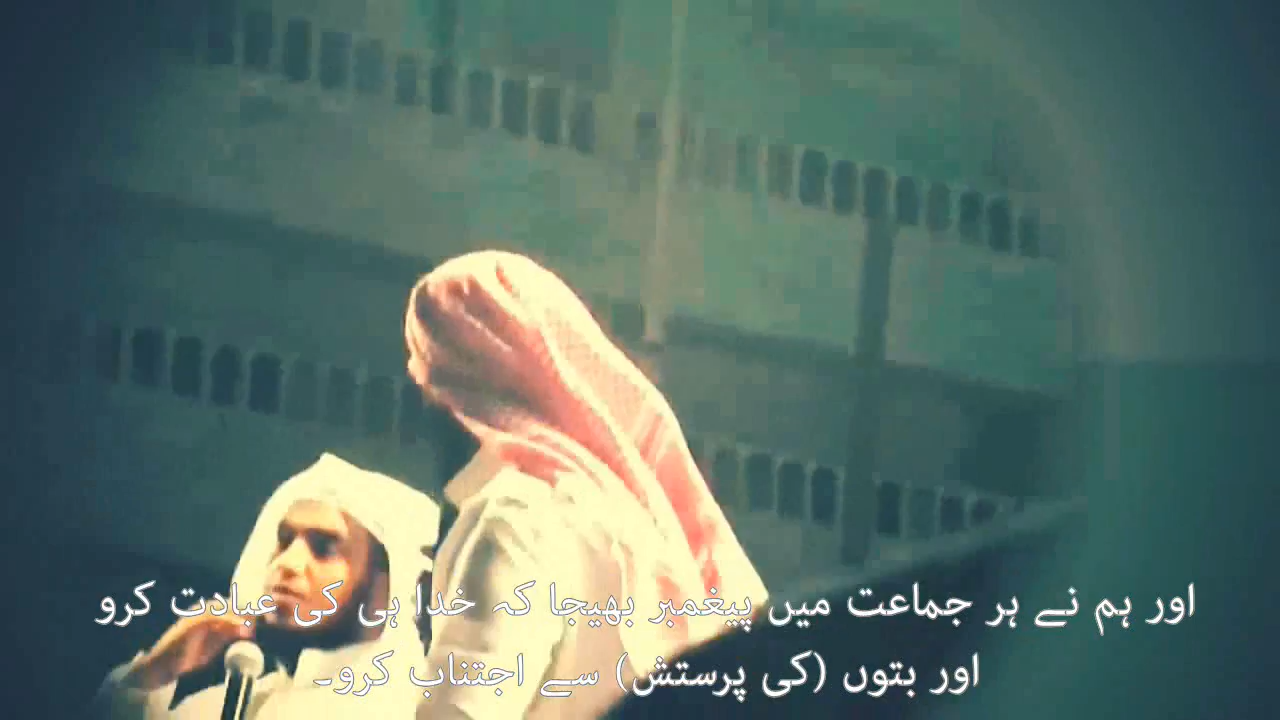 اور ہم نے ہر جماعت میں پیغمبر بھیجا کہ خدا ہی کی عبادت کرو
اور بتوں (کی پرستش) سے اجتناب کرو۔